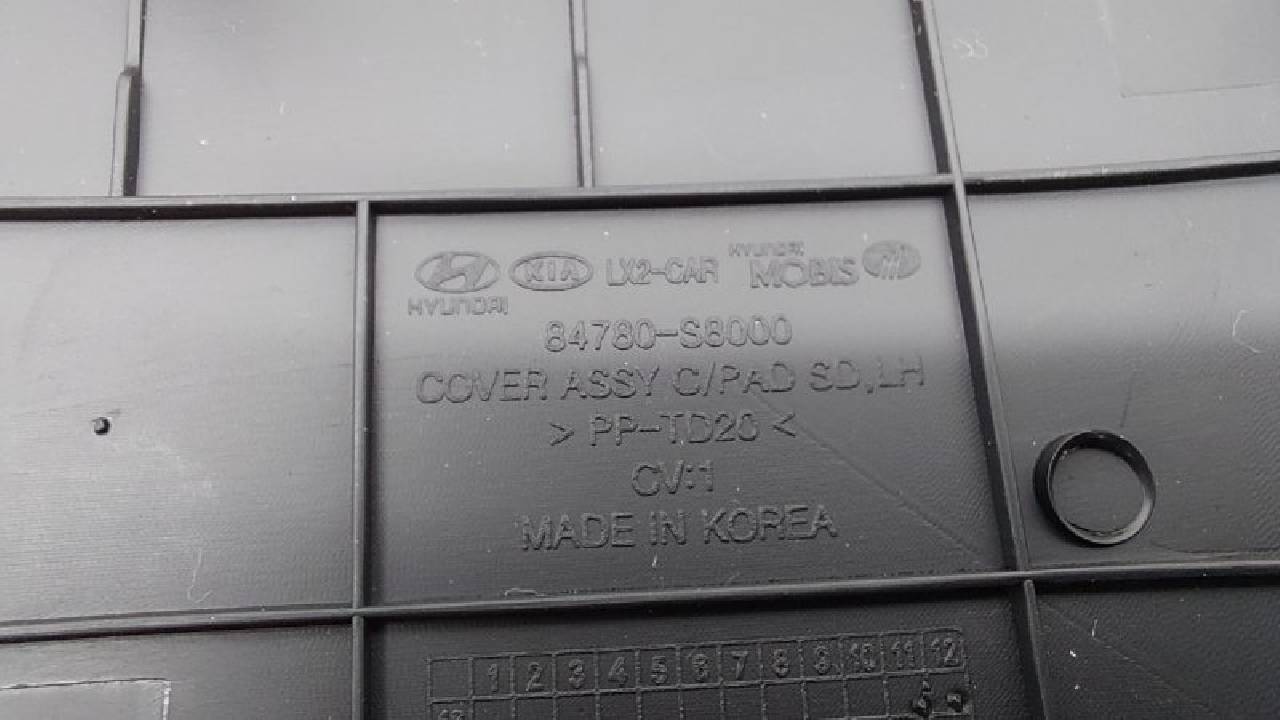 HYUNDAI KIA LX2-CAR HYUNDAI MOBIS
84780-S8000
COVER ASSY C/PAD SD,LH
> PP-TD20 <
CV:1
MADE IN KOREA
1 2 3 4 5 6 7 8 9 10 11 12